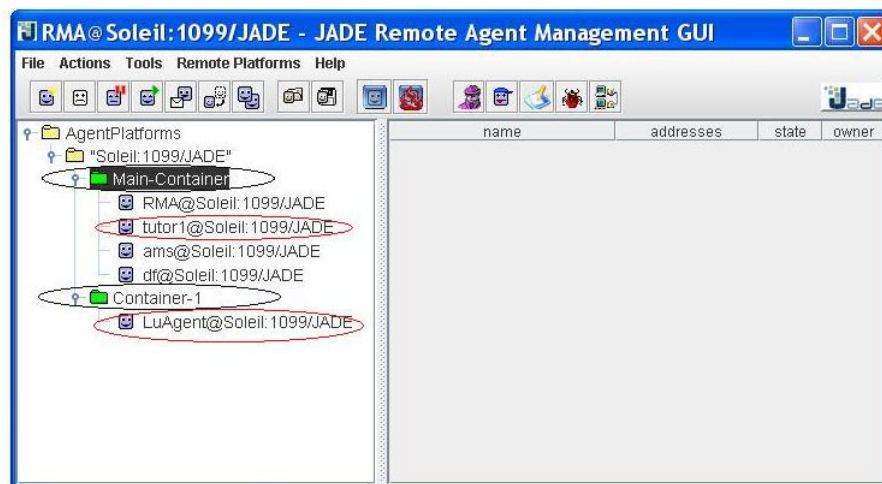 RMA@Soleil:1099/JADE - JADE Remote Agent Management GUI
File Actions Tools Remote Platforms Help
Jade
AgentPlatforms
"Soleil:1099/JADE"
Main-Container
RMA@Soleil:1099/JADE
tutor1@Soleil:1099/JADE
ams@Soleil:1099/JADE
df@Soleil:1099/JADE
Container-1
LuAgent@Soleil:1099/JADE
name addresses state owner